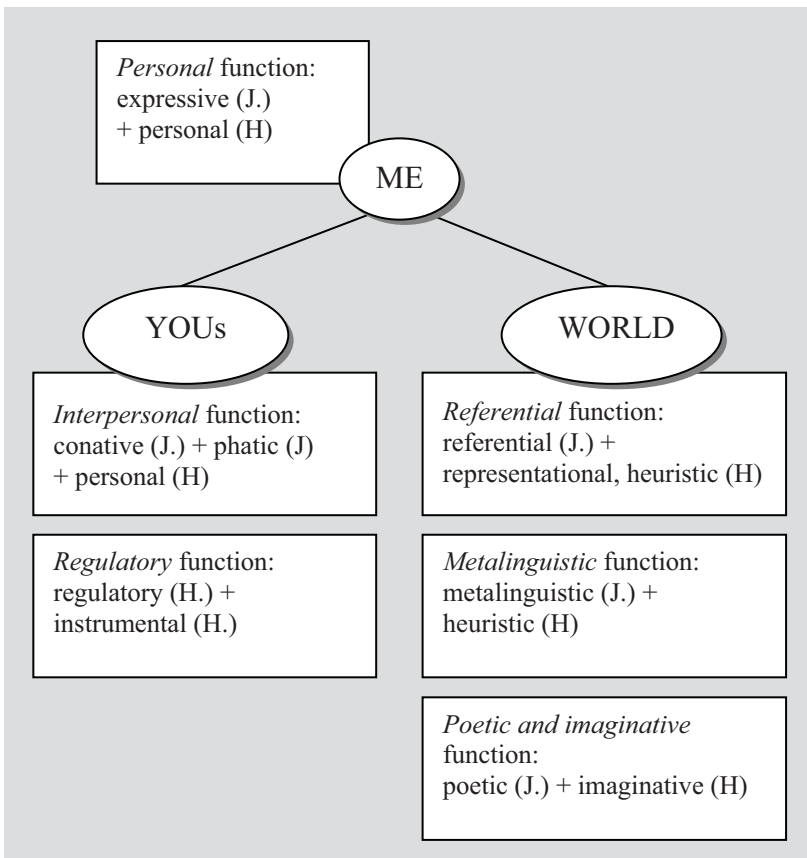 Personal function:
expressive (J.)
+ personal (H)
ME
YOUs
Interpersonal function:
conative (J.) + phatic (J)
+ personal (H)
Regulatory function:
regulatory (H.) +
instrumental (H.)
WORLD
Referential function:
referential (J.) +
representational, heuristic (H)
Metalinguistic function:
metalinguistic (J.) +
heuristic (H)
Poetic and imaginative
function:
poetic (J.) + imaginative (H)